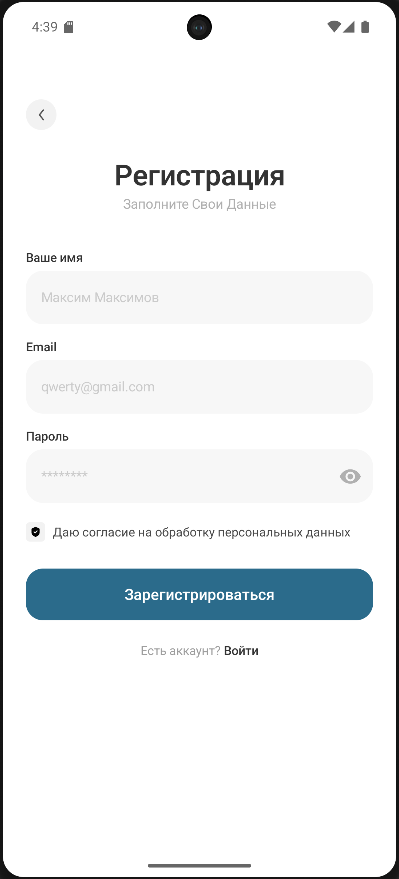 4:39
Регистрация
Заполните Свои Данные
Ваше имя
Максим Максимов
Email
qwerty@gmail.com
Пароль
********
Даю согласие на обработку персональных данных
Зарегистрироваться
Есть аккаунт? Войти